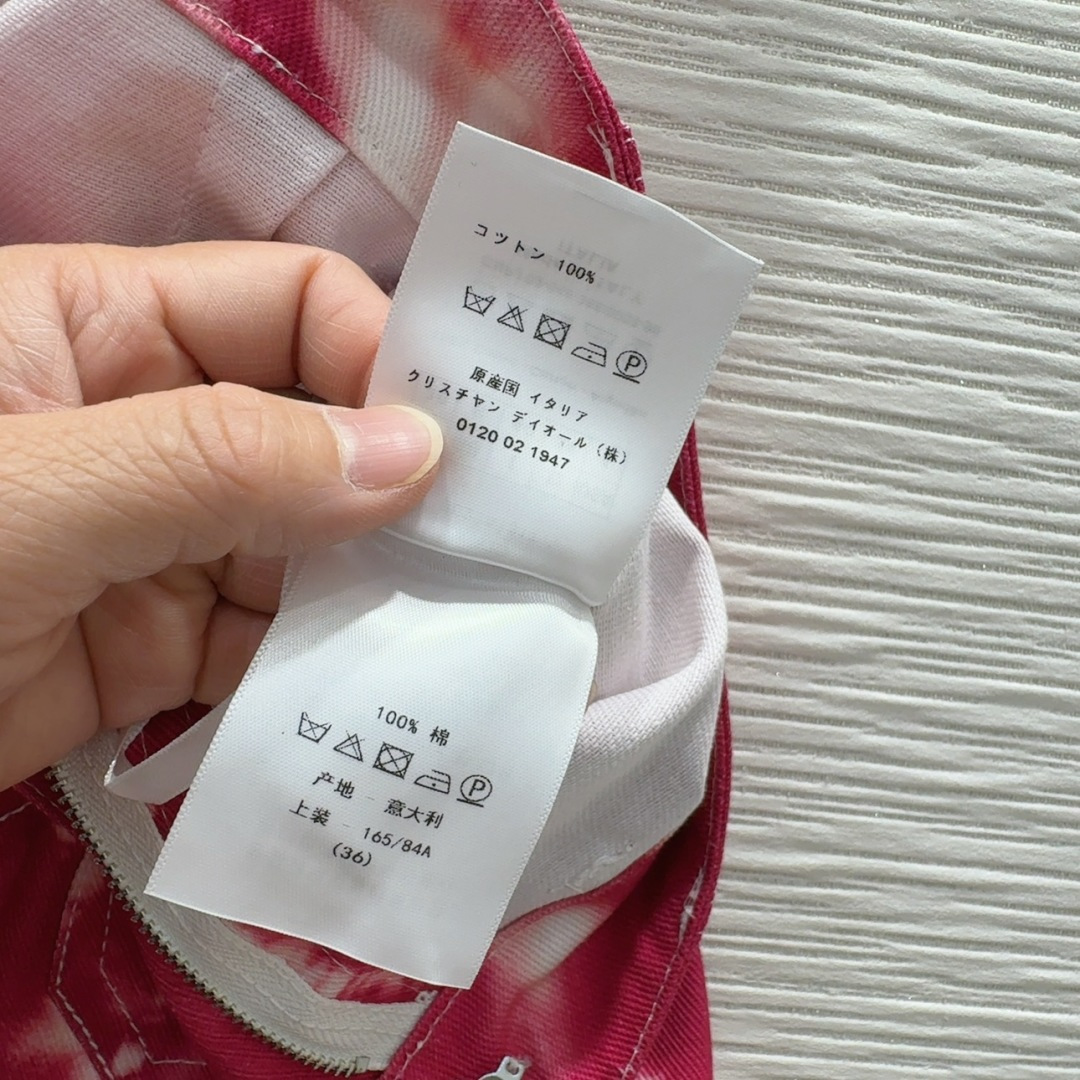 コットン 100%
P
原産国 イタリア
クリスチャン ディオール (株)
0120 02 1947
100% 棉
P
产地 - 意大利
上装 - 165/84A
(36)